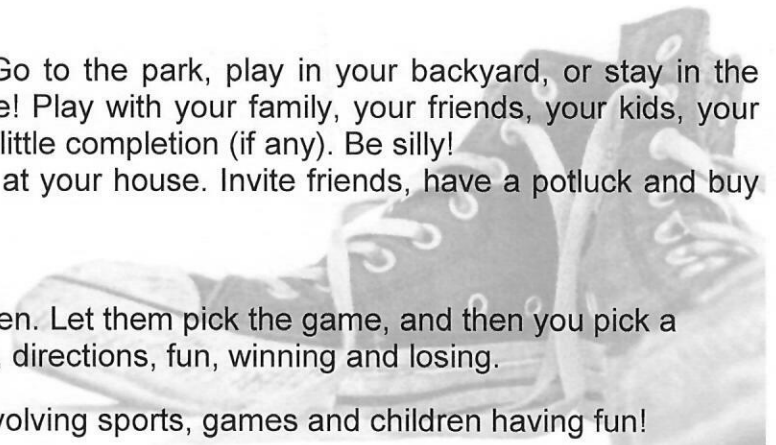 Go to the park, play in your backyard, or stay in the
e! Play with your family, your friends, your kids, your
little completion (if any). Be silly!
at your house. Invite friends, have a potluck and buy
en. Let them pick the game, and then you pick a
directions, fun, winning and losing.
volving sports, games and children having fun!